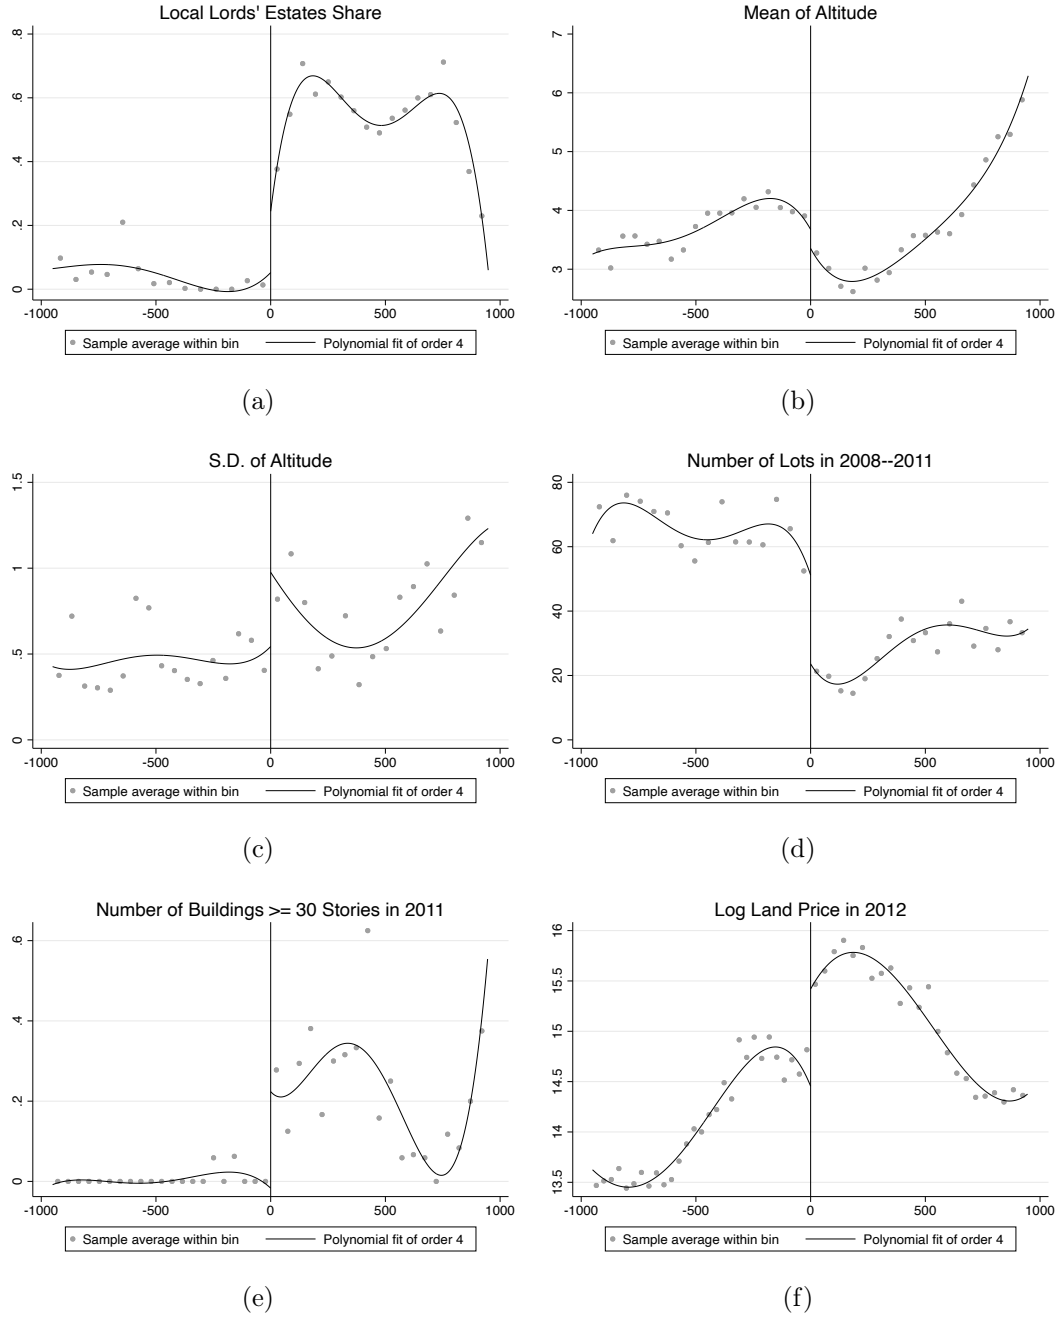 Local Lords' Estates Share
.8
.6
.4
.2
0
-1000 -500 0 500 1000
Sample average within bin Polynomial fit of order 4
(a)
Mean of Altitude
7
6
5
4
3
-1000 -500 0 500 1000
Sample average within bin Polynomial fit of order 4
(b)
S.D. of Altitude
1.5
1
.5
0
-1000 -500 0 500 1000
Sample average within bin Polynomial fit of order 4
(c)
Number of Lots in 2008--2011
80
60
40
20
0
-1000 -500 0 500 1000
Sample average within bin Polynomial fit of order 4
(d)
Number of Buildings >= 30 Stories in 2011
.6
.4
.2
0
-1000 -500 0 500 1000
Sample average within bin Polynomial fit of order 4
(e)
Log Land Price in 2012
16
15.5
15
14.5
14
13.5
-1000 -500 0 500 1000
Sample average within bin Polynomial fit of order 4
(f)